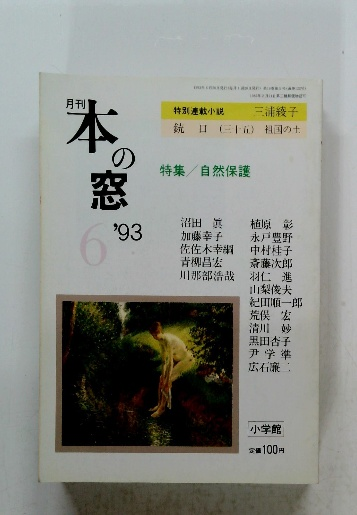 月刊
本の窓
'93
6
特別連載小説 三浦綾子
銃口 (三十五) 祖国の土
特集／自然保護
沼田 眞
加藤幸子
佐佐木幸綱
青柳昌宏
川那部浩哉
植原 彰
永戸豊野
中村桂子
斎藤次郎
羽仁 進
山梨俊夫
紀田順一郎
荒俣 宏
清川 妙
黒田杏子
尹学準
広石廉二
小学館
定価100円